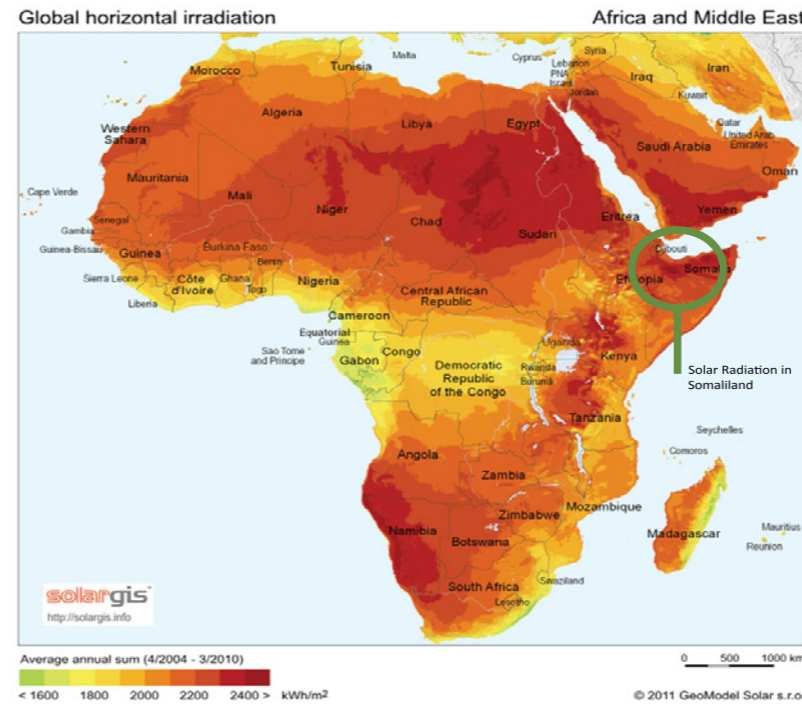 Global horizontal irradiation
Africa and Middle East
Malta
Cyprus
Syria
Lebanon
PNA
Israel
Jordan
Iraq
Iran
Kuwait
Morocco
Tunisia
Algeria
Libya
Egypt
Qatar
United Arab
Emirates
Western
Sahara
Saudi Arabia
Oman
Mauritania
Cape Verde
Mali
Niger
Chad
Sudan
Eritrea
Yemen
Senegal
Gambia
Guinea-Bissau
Guinea
Burkina Faso
Benin
Djibouti
Somalia
Ethiopia
Sierra Leone
Côte
d'Ivoire
Ghana
Togo
Nigeria
Central African
Republic
Liberia
Cameroon
Equatorial
Guinea
Sao Tome
and Principe
Gabon
Congo
Uganda
Kenya
Democratic
Republic
of the Congo
Rwanda
Burundi
Solar Radiation in
Somaliland
Tanzania
Seychelles
Comoros
Angola
Zambia
Mozambique
Zimbabwe
Madagascar
Mauritius
Reunion
Namibia
Botswana
Swaziland
South Africa
Lesotho
solargis
http://solargis.info
Average annual sum (4/2004 - 3/2010)
< 1600 1800 2000 2200 2400 > kWh/m²
0 500 1000 km
© 2011 GeoModel Solar s.r.o.